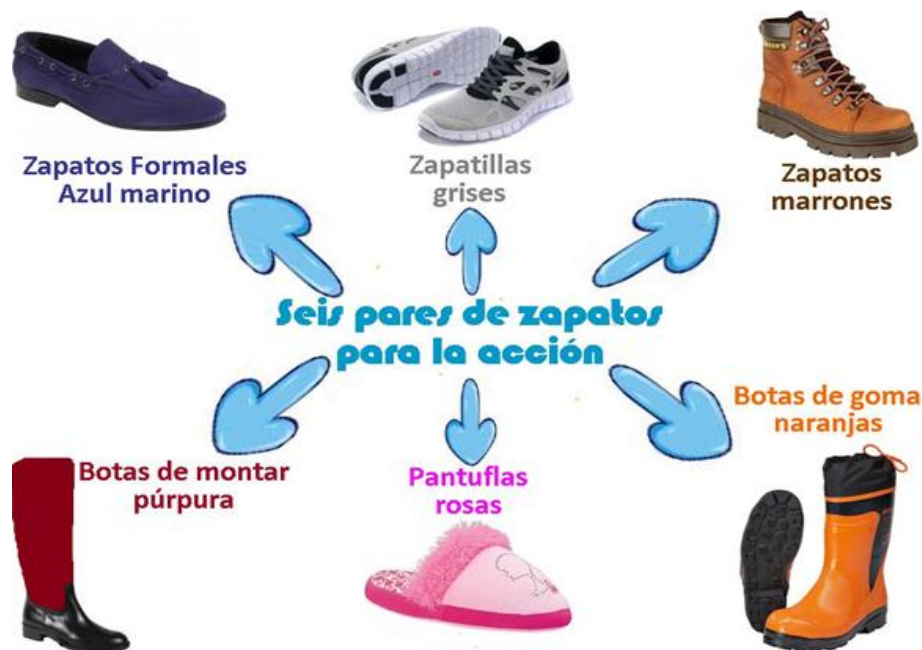 Zapatos Formales
Azul marino
Zapatillas
grises
Zapatos
marrones
Seis pares de zapatos
para la acción
Botas de montar
púrpura
Pantuflas
rosas
Botas de goma
naranjas